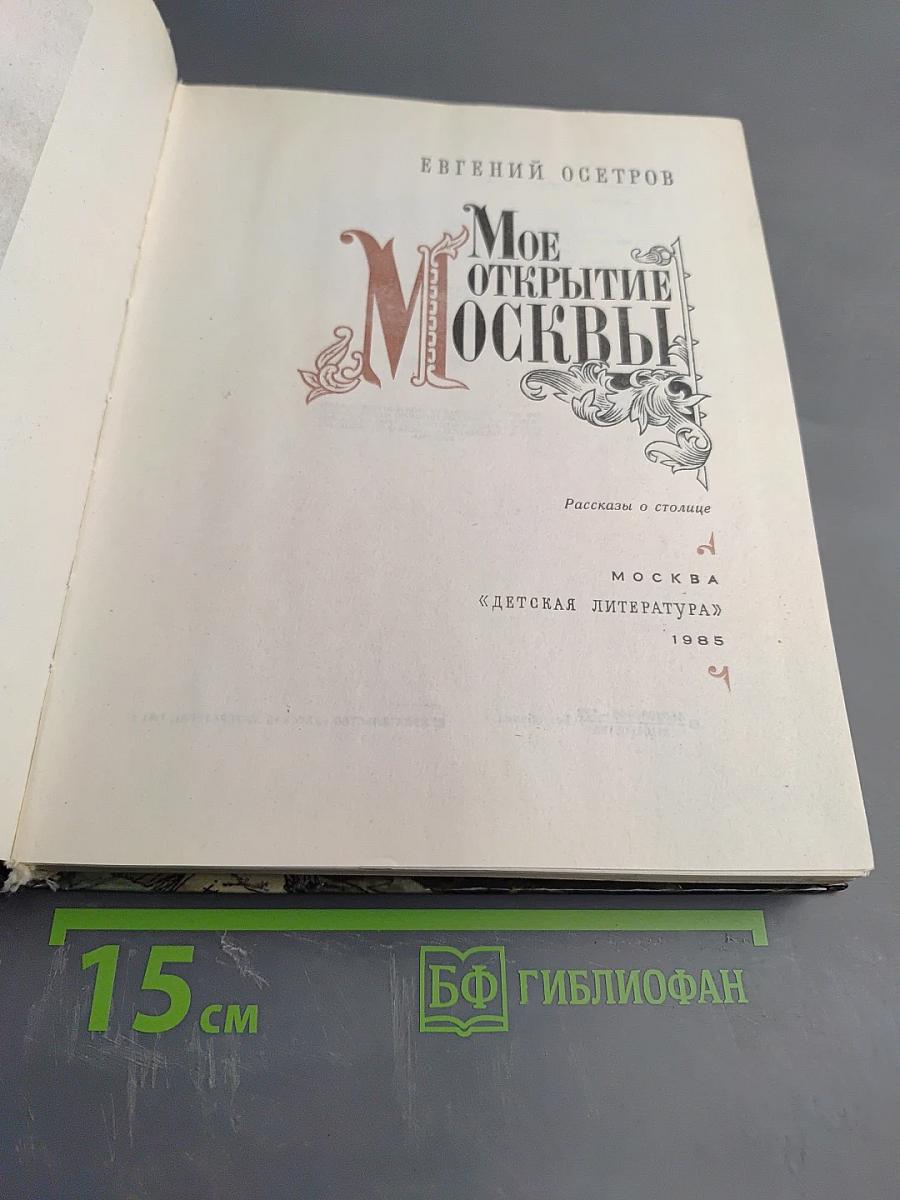 ЕВГЕНИЙ ОСЕТРОВ
Мое
открытие
Москвы
Рассказы о столице
МОСКВА
«ДЕТСКАЯ ЛИТЕРАТУРА»
1985
15 см
БФ ГИБЛИОФАН